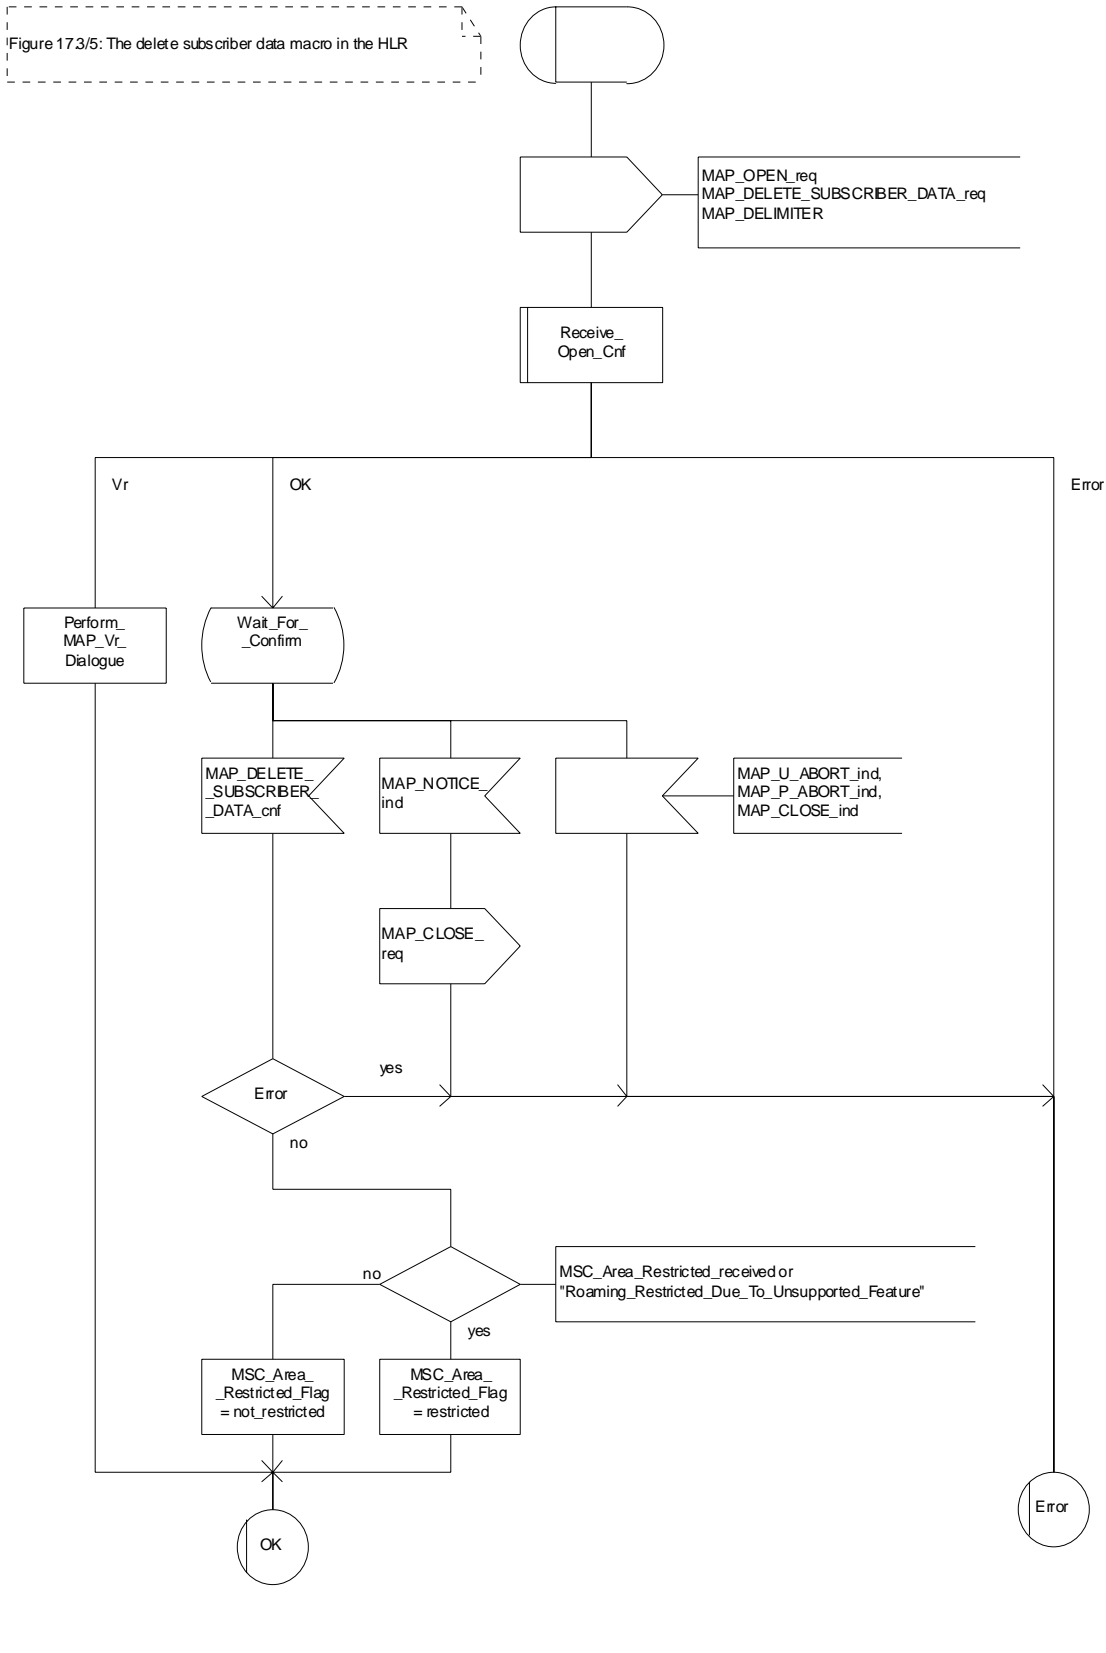 Figure 17.3/5: The delete subscriber data macro in the HLR
MAP_OPEN_req
MAP_DELETE_SUBSCRIBER_DATA_req
MAP_DELIMITER
Receive_
Open_Cnf
Vr
OK
Error
Perform_
MAP_Vr_
Dialogue
Wait_For_
_Confirm
MAP_DELETE_
_SUBSCRIBER_
_DATA_cnf
MAP_NOTICE_
ind
MAP_U_ABORT_ind,
MAP_P_ABORT_ind,
MAP_CLOSE_ind
MAP_CLOSE_
req
yes
Error
no
no
MSC_Area_Restricted_received or
"Roaming_Restricted_Due_To_Unsupported_Feature"
yes
MSC_Area_
_Restricted_Flag
= not_restricted
MSC_Area_
_Restricted_Flag
= restricted
Error
OK